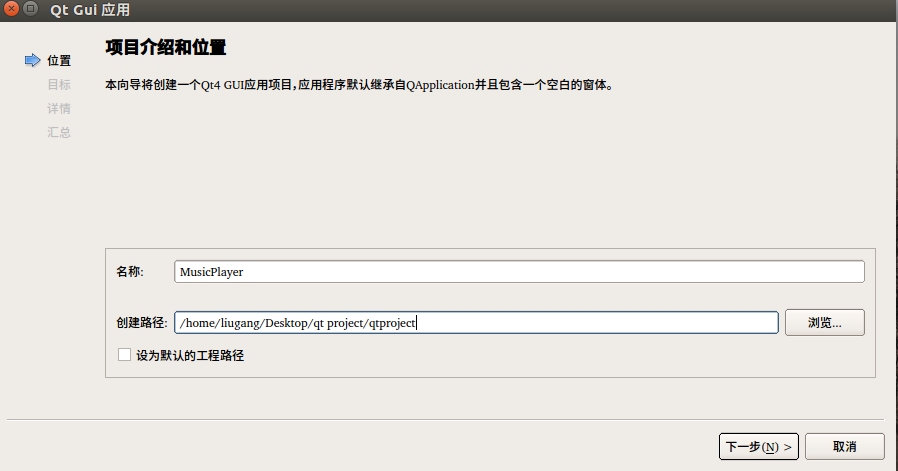 Qt Gui 应用
位置
目标
详情
汇总
项目介绍和位置
本向导将创建一个Qt4 GUI应用项目,应用程序默认继承自QApplication并且包含一个空白的窗体。
名称: MusicPlayer
创建路径: /home/liugang/Desktop/qt project/qtproject 浏览...
设为默认的工程路径
下一步(N) > 取消